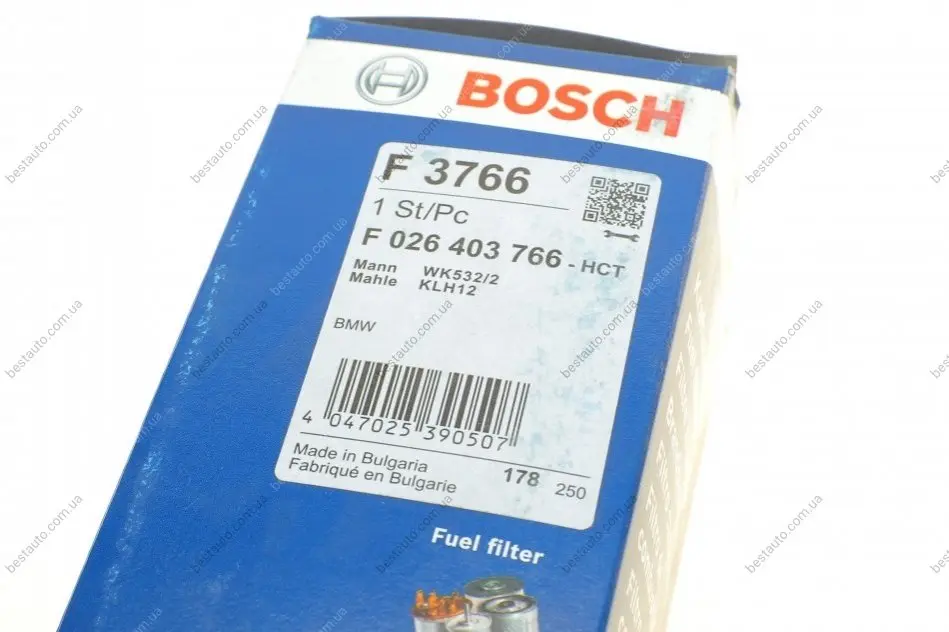 BOSCH
F 3766
1 St/Pc
F 026 403 766 - HCT
Mann WK532/2
Mahle KLH12
BMW
4 047025 390507
Made in Bulgaria 178 250
Fabriqué en Bulgarie
Fuel filter
bestauto.com.ua